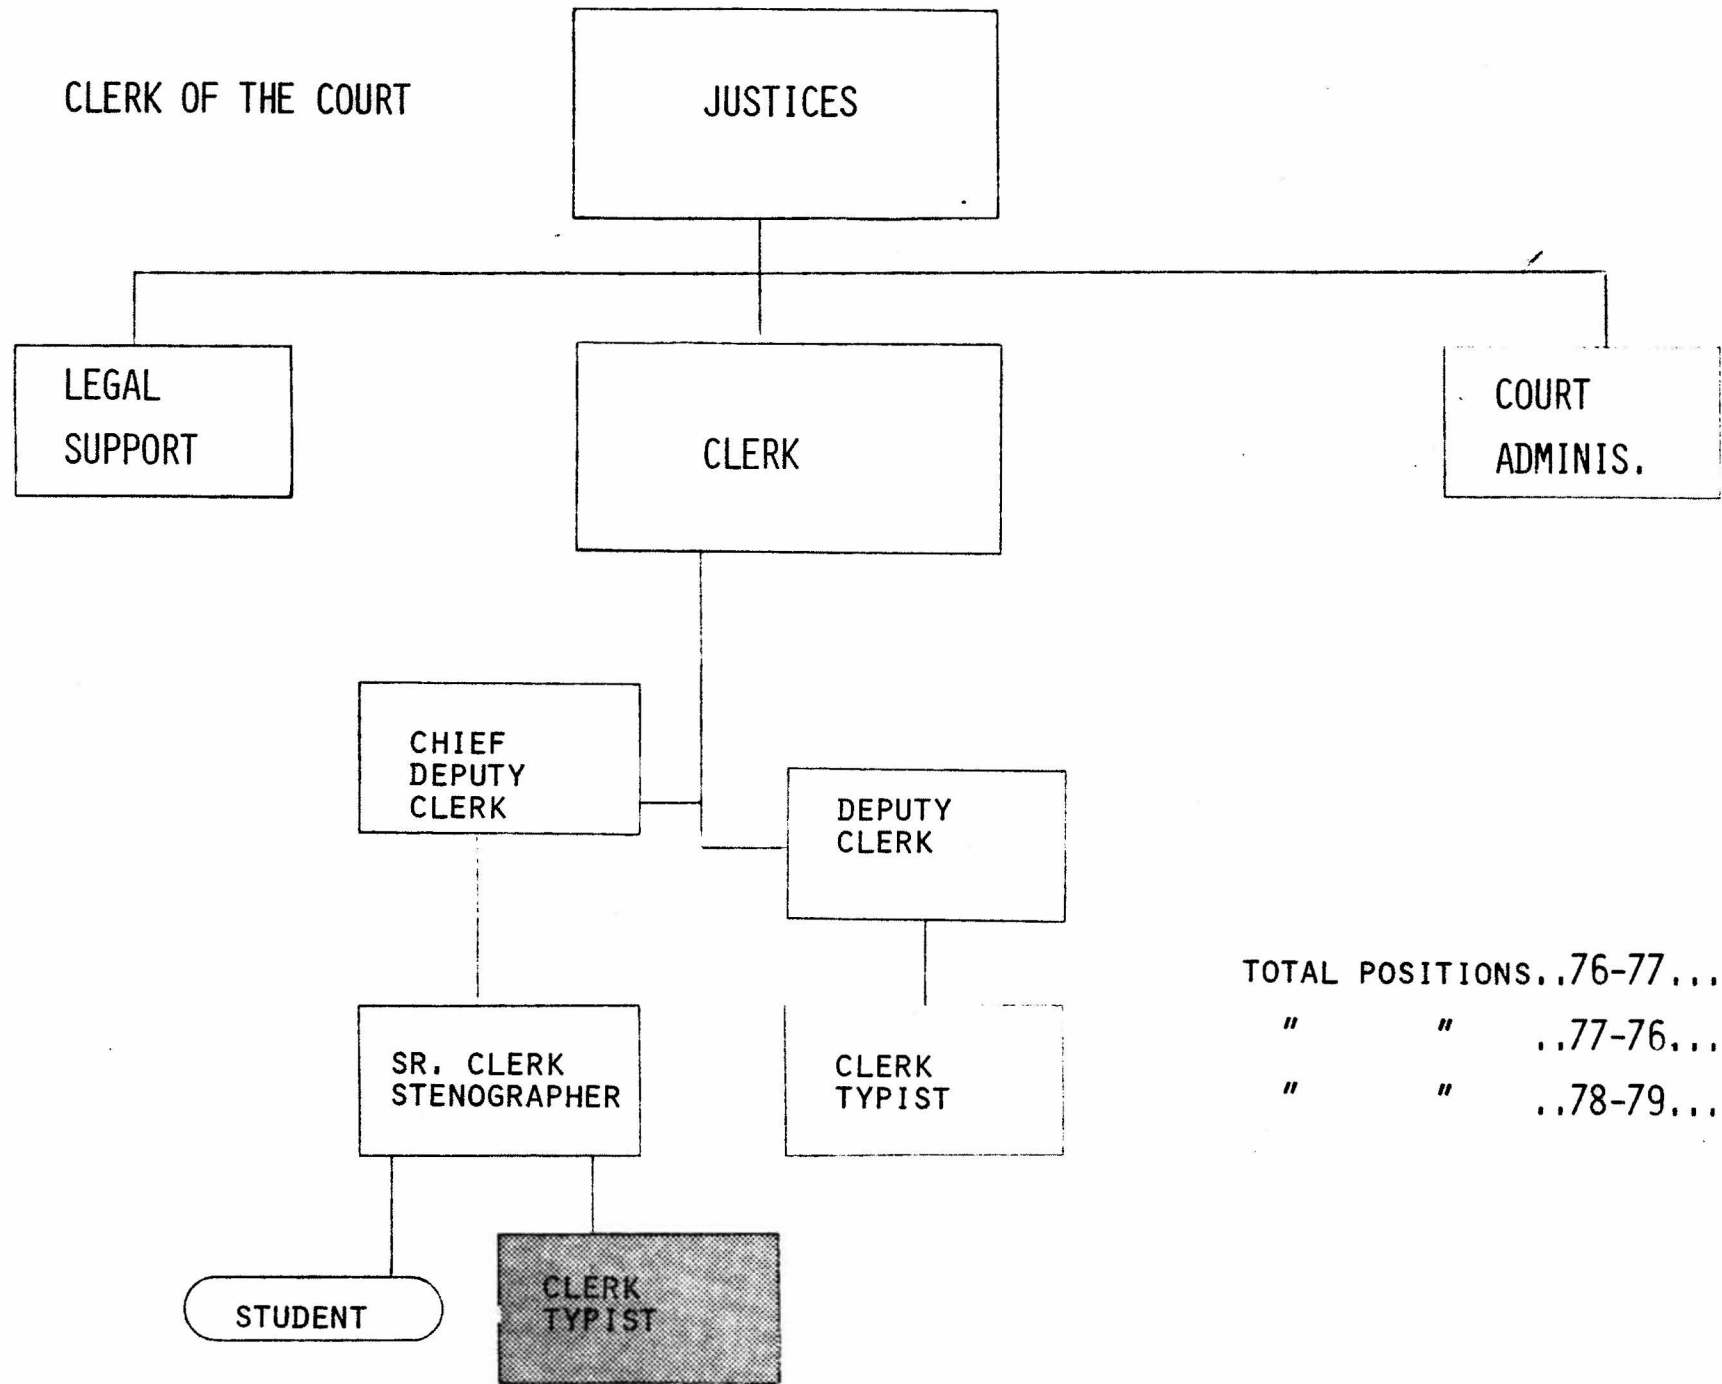 CLERK OF THE COURT
JUSTICES
LEGAL
SUPPORT
CLERK
COURT
ADMINIS.
CHIEF
DEPUTY
CLERK
DEPUTY
CLERK
SR. CLERK
STENOGRAPHER
CLERK
TYPIST
TOTAL POSITIONS..76-77...
" " ..77-76...
" " ..78-79...
STUDENT
CLERK
TYPIST